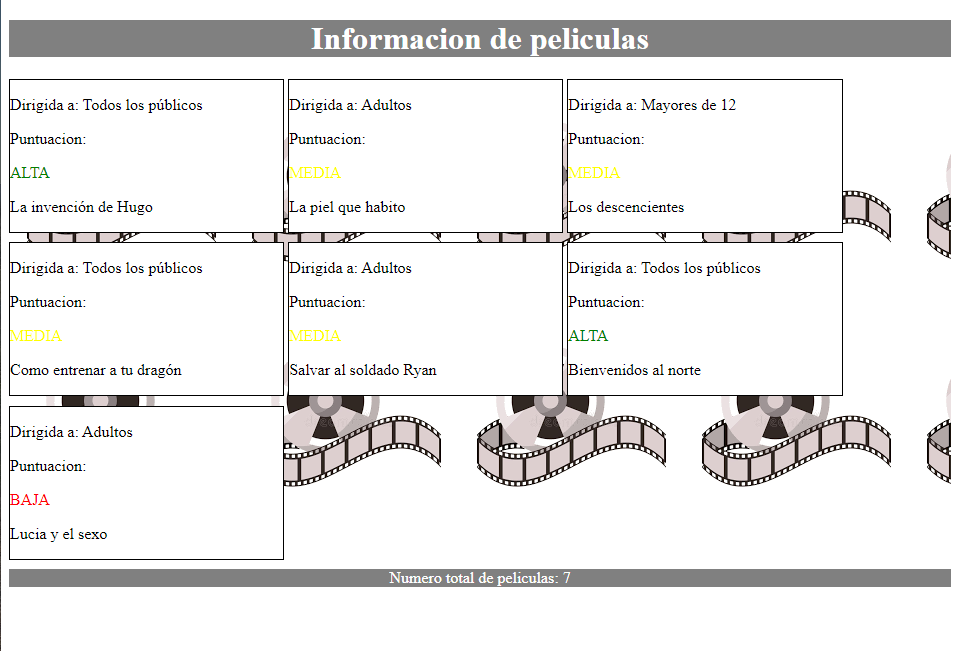 Informacion de peliculas
Dirigida a: Todos los públicos
Puntuacion:
ALTA
La invención de Hugo
Dirigida a: Adultos
Puntuacion:
MEDIA
La piel que habito
Dirigida a: Mayores de 12
Puntuacion:
MEDIA
Los descencientes
Dirigida a: Todos los públicos
Puntuacion:
MEDIA
Como entrenar a tu dragón
Dirigida a: Adultos
Puntuacion:
MEDIA
Salvar al soldado Ryan
Dirigida a: Todos los públicos
Puntuacion:
ALTA
Bienvenidos al norte
Dirigida a: Adultos
Puntuacion:
BAJA
Lucia y el sexo
Numero total de peliculas: 7